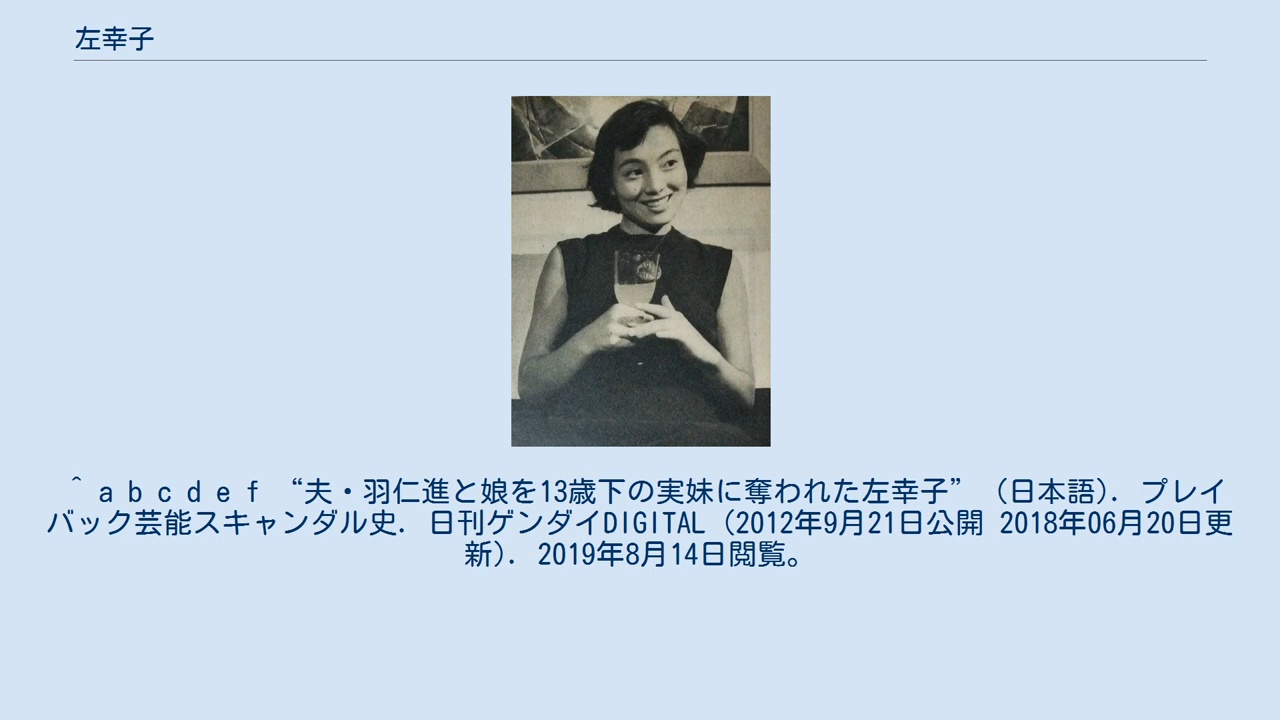 左幸子
^ a b c d e f “夫・羽仁進と娘を13歳下の実妹に奪われた左幸子” (日本語). プレイ
バック芸能スキャンダル史. 日刊ゲンダイDIGITAL (2012年9月21日公開 2018年06月20日更
新). 2019年8月14日閲覧。